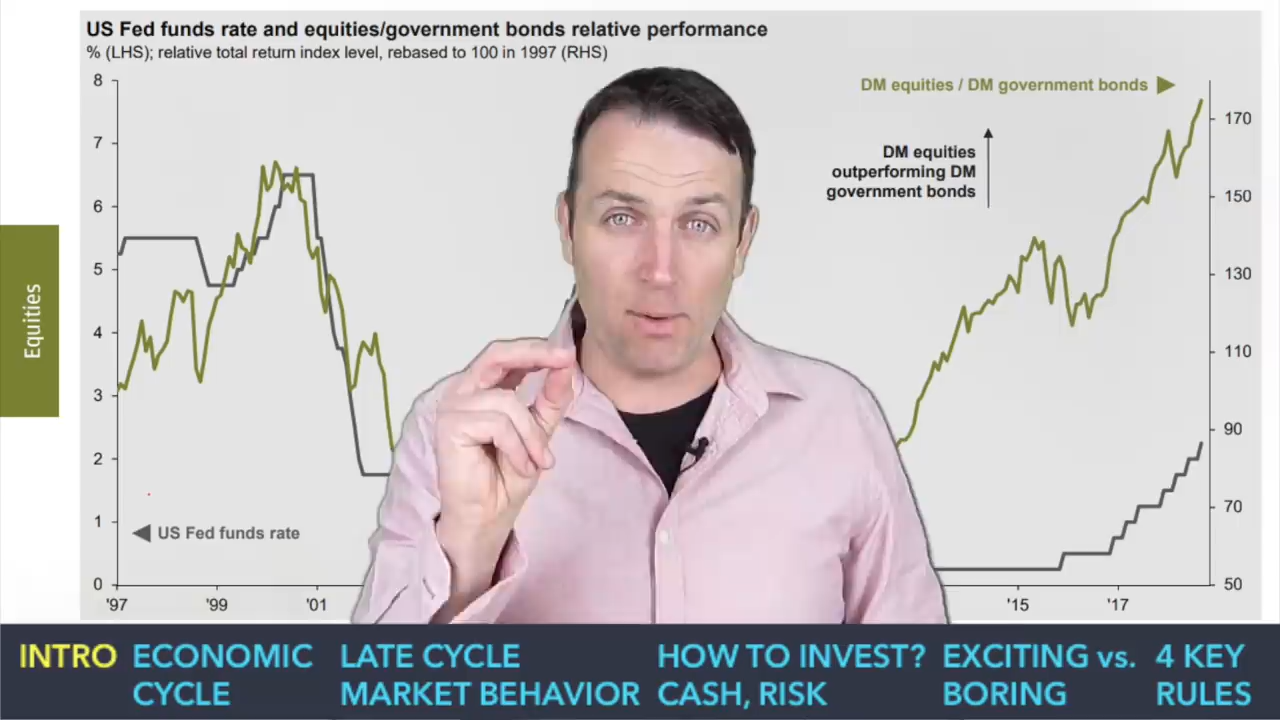 US Fed funds rate and equities/government bonds relative performance
% (LHS); relative total return index level, rebased to 100 in 1997 (RHS)
8
7
6
5
4
3
2
1
0
DM equities / DM government bonds
DM equities
outperforming DM
government bonds
170
150
130
110
90
70
50
US Fed funds rate
'97
'99
'01
'15
'17
Equities
INTRO
ECONOMIC
CYCLE
LATE CYCLE
MARKET BEHAVIOR
HOW TO INVEST?
CASH, RISK
EXCITING vs.
BORING
4 KEY
RULES